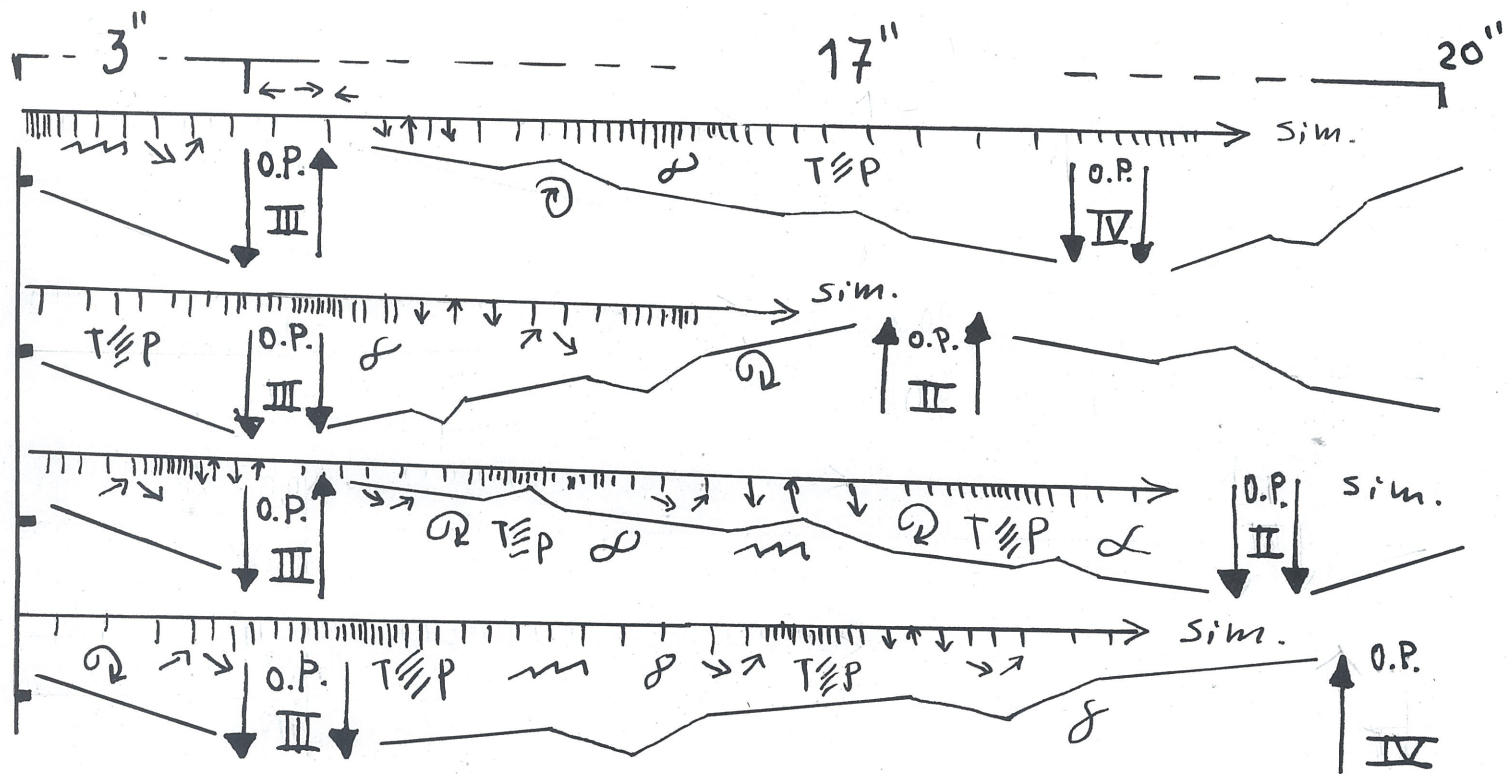 3" 17" 20"
sim.
O.P. T P O.P.
III IV
sim.
T P O.P. O.P.
III II
O.P. O.P. sim.
III T P T P II
sim.
O.P. T P T P O.P.
III IV